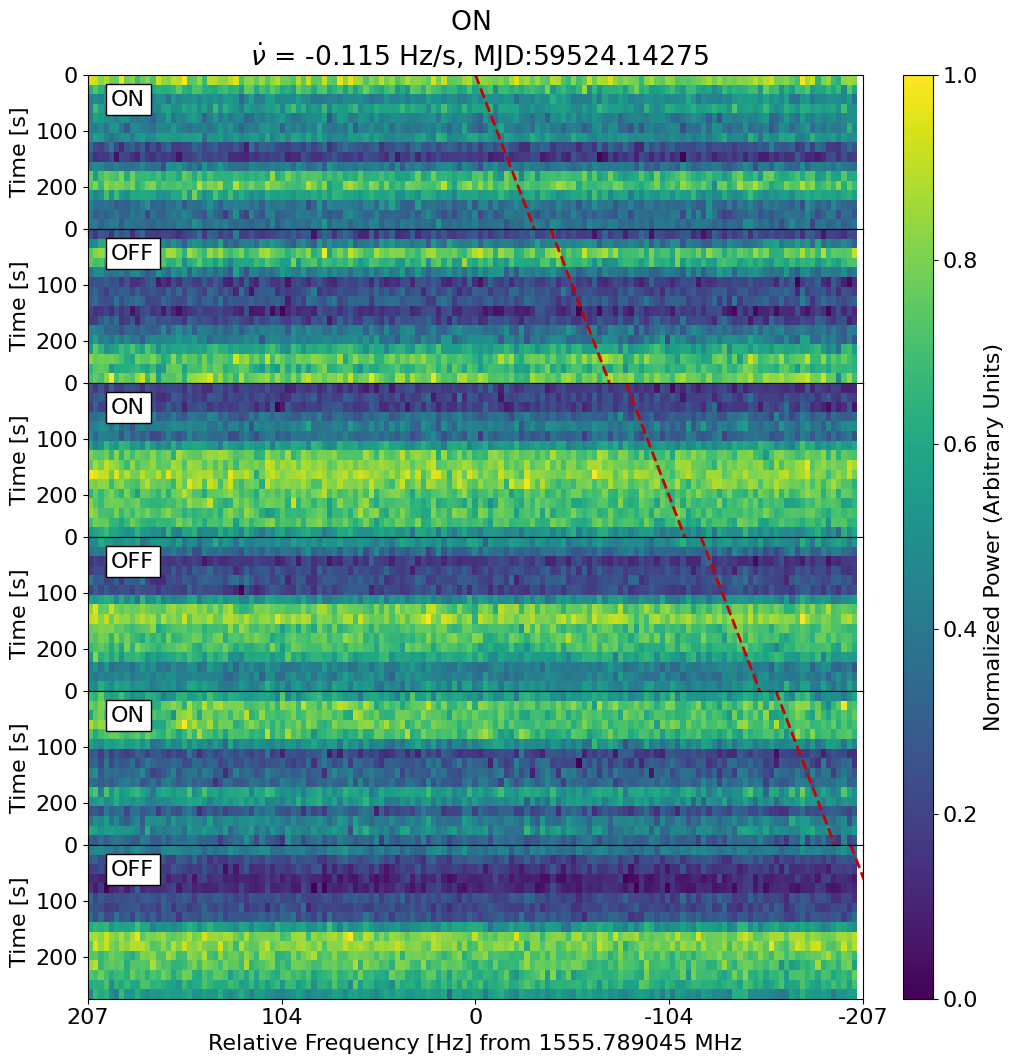 ON
ν̇ = -0.115 Hz/s, MJD:59524.14275
0
100
200
Time [s]
ON
0
100
200
Time [s]
OFF
0
100
200
Time [s]
ON
0
100
200
Time [s]
OFF
0
100
200
Time [s]
ON
0
100
200
Time [s]
OFF
207
104
0
-104
-207
Relative Frequency [Hz] from 1555.789045 MHz
1.0
0.8
0.6
0.4
0.2
0.0
Normalized Power (Arbitrary Units)